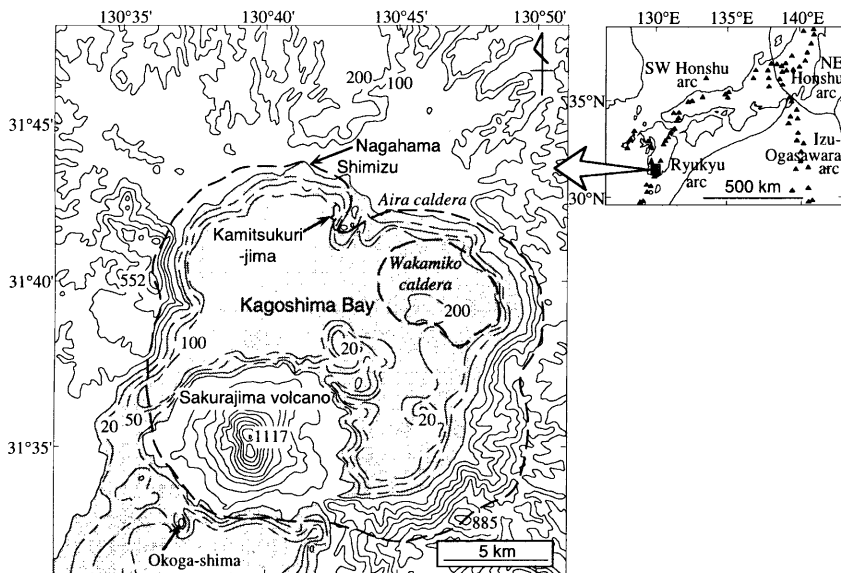 130°35' 130°40' 130°45' 130°50'
200
100
31°45'
Nagahama
Shimizu
Aira caldera
Kamitsukuri
-jima
31°40'
552
Wakamiko
caldera
200
Kagoshima Bay
100
20
Sakurajima volcano
20
50
20
1117
31°35'
885
Okoga-shima
5 km
130°E 140°E
SW Honshu
arc
NE
Honshu
arc
35°N
Izu-
Ogasawara
arc
Ryukyu
arc
500 km
30°N